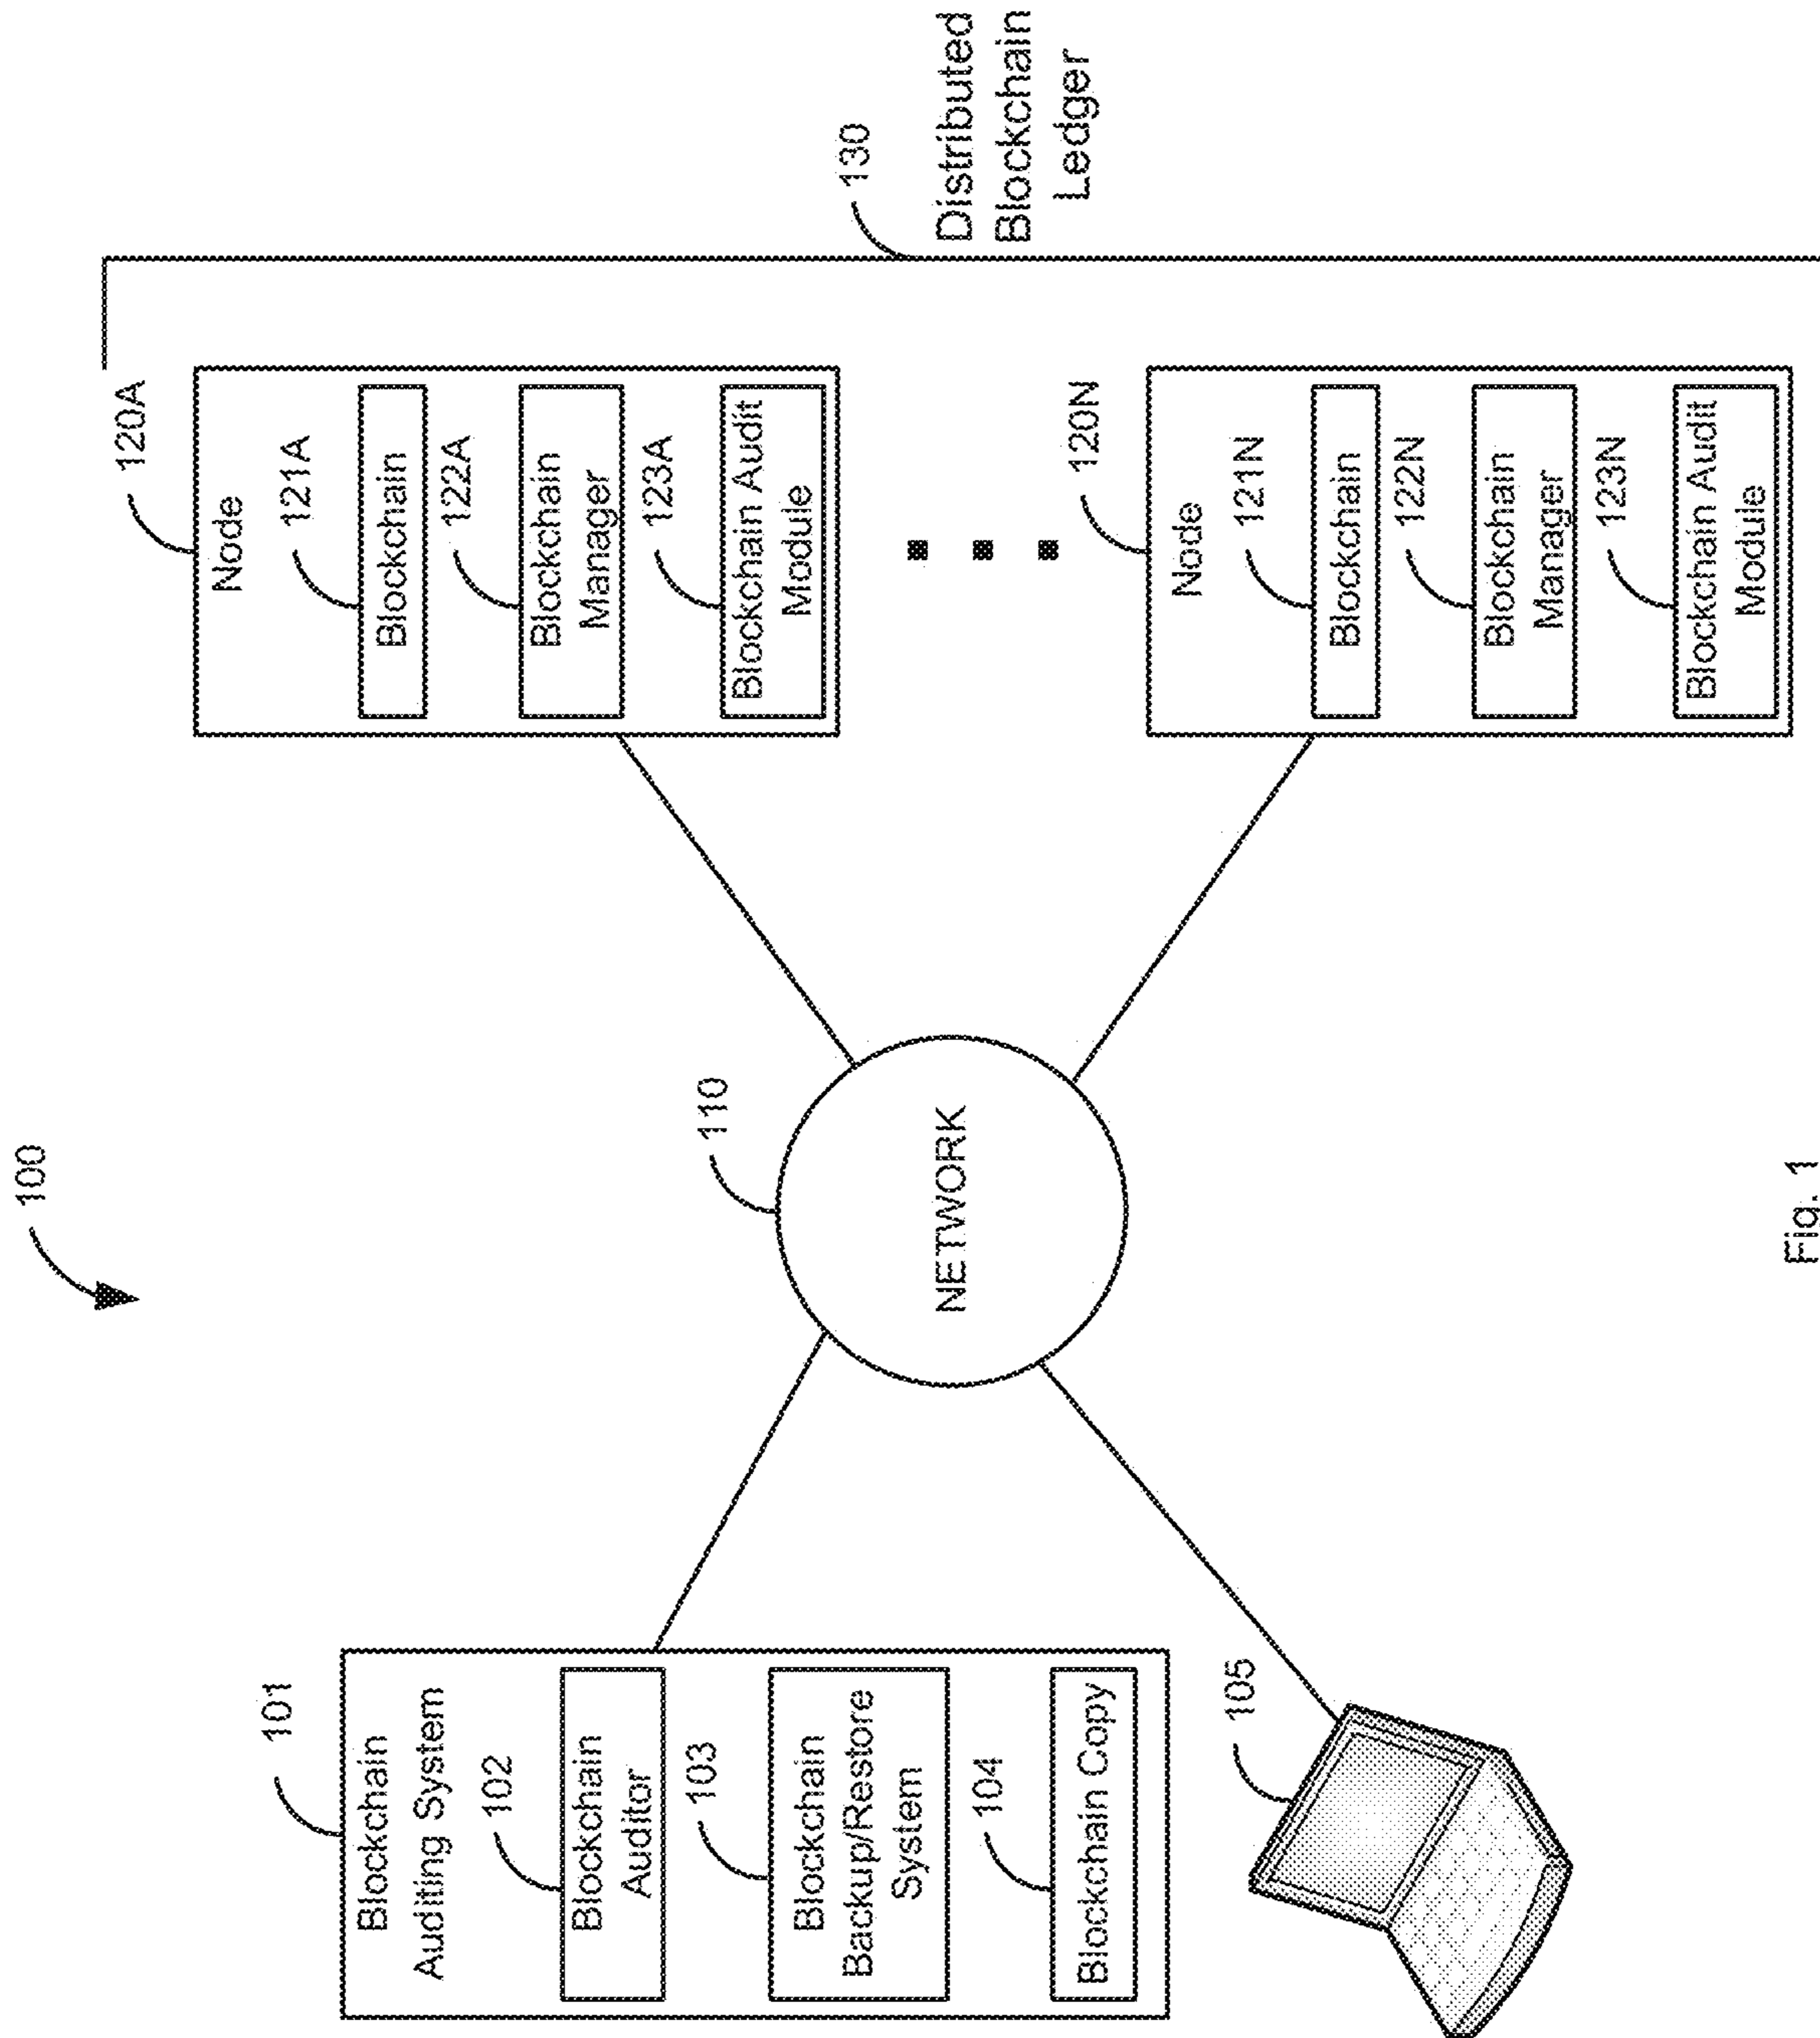 100
101
Blockchain
Auditing System
102
Blockchain
Auditor
103
Blockchain
Backup/Restore
System
104
Blockchain Copy
105
110
NETWORK
120A
Node
121A
Blockchain
122A
Blockchain
Manager
123A
Blockchain Audit
Module
120N
Node
121N
Blockchain
122N
Blockchain
Manager
123N
Blockchain Audit
Module
130
Distributed
Blockchain
Ledger
Fig. 1